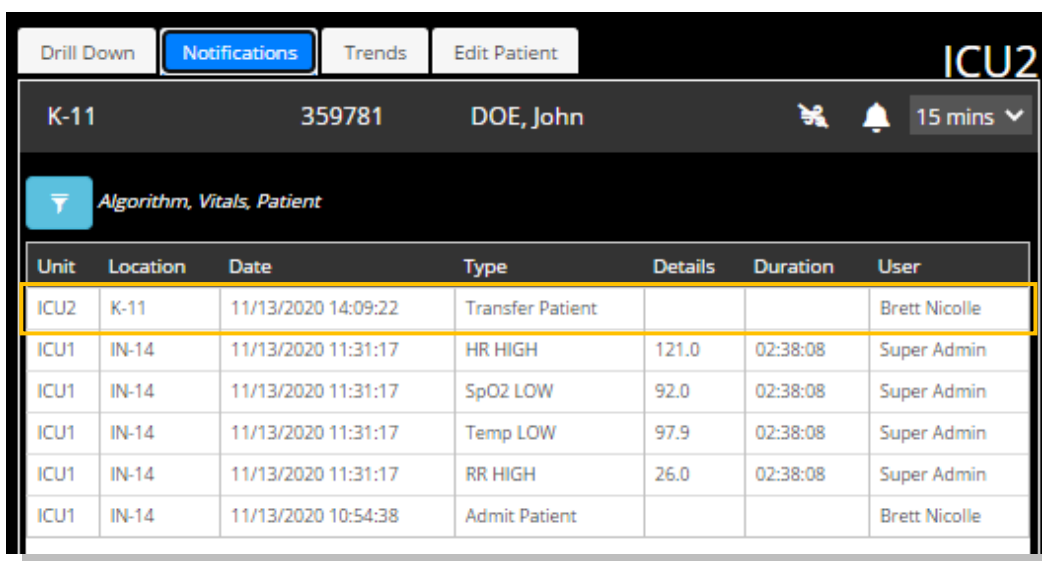 Drill Down Notifications Trends Edit Patient ICU2
K-11 359781 DOE, John 15 mins
Algorithm, Vitals, Patient
Unit Location Date Type Details Duration User
ICU2 K-11 11/13/2020 14:09:22 Transfer Patient Brett Nicolle
ICU1 IN-14 11/13/2020 11:31:17 HR HIGH 121.0 02:38:08 Super Admin
ICU1 IN-14 11/13/2020 11:31:17 SpO2 LOW 92.0 02:38:08 Super Admin
ICU1 IN-14 11/13/2020 11:31:17 Temp LOW 97.9 02:38:08 Super Admin
ICU1 IN-14 11/13/2020 11:31:17 RR HIGH 26.0 02:38:08 Super Admin
ICU1 IN-14 11/13/2020 10:54:38 Admit Patient Brett Nicolle